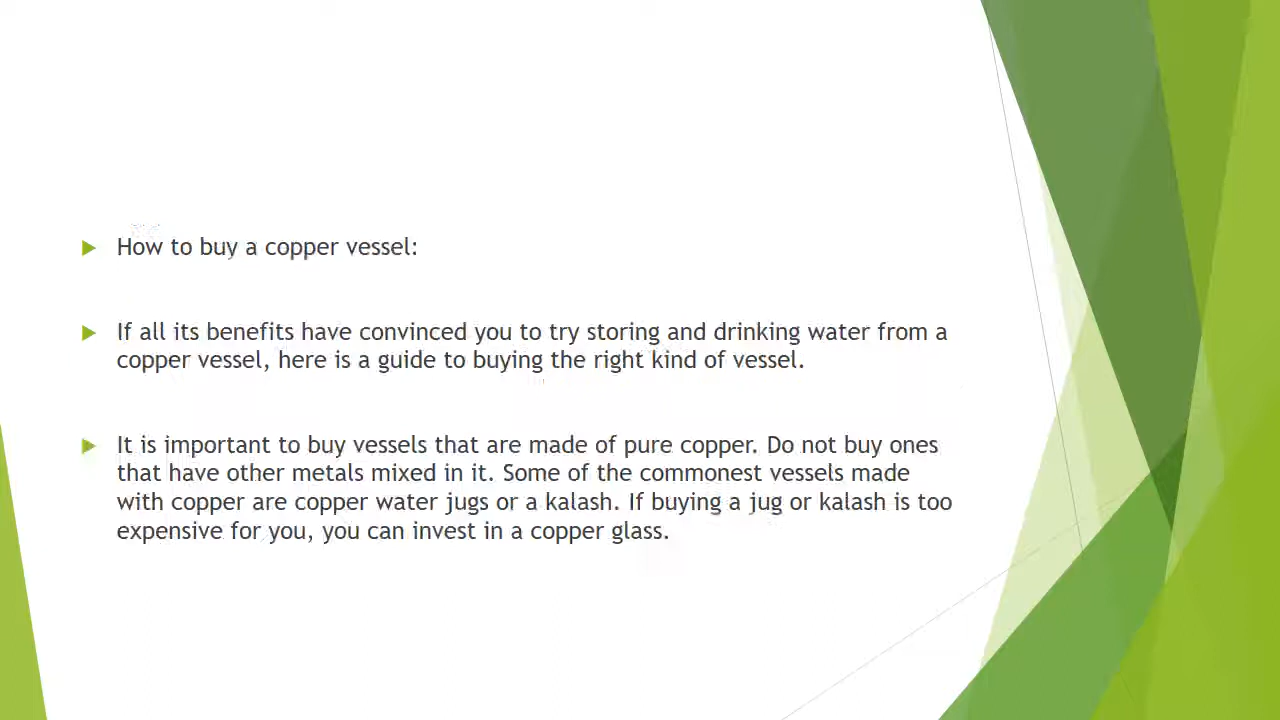 How to buy a copper vessel:
If all its benefits have convinced you to try storing and drinking water from a
copper vessel, here is a guide to buying the right kind of vessel.
It is important to buy vessels that are made of pure copper. Do not buy ones
that have other metals mixed in it. Some of the commonest vessels made
with copper are copper water jugs or a kalash. If buying a jug or kalash is too
expensive for you, you can invest in a copper glass.